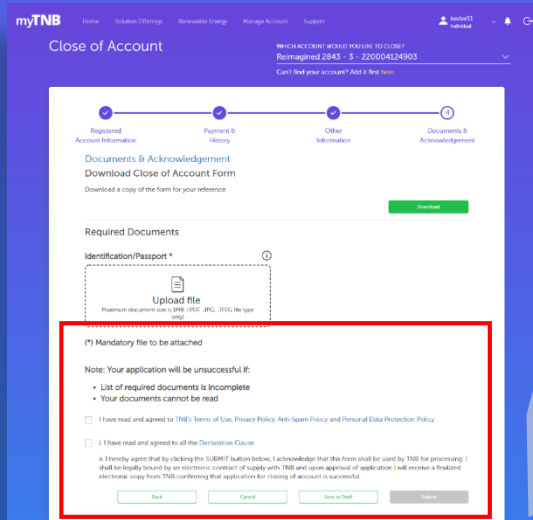 myTNB
Home Solution Offerings Renewable Energy Manage Account Support
Individual
Close of Account
WHICH ACCOUNT WOULD YOU LIKE TO CLOSE?
Reimagined 2843 - 3 - 220004124903
Can't find your account? Add it first here
4
Registered Account Information
Payment & History
Other Information
Documents & Acknowledgement
Documents & Acknowledgement
Download Close of Account Form
Download a copy of the form for your reference
Download
Required Documents
Identification/Passport *
Upload file
Maximum document size is 1MB. (.PDF, .JPG, .JPEG file type
only)
(*) Mandatory file to be attached
Note: Your application will be unsuccessful if:
• List of required documents is incomplete
• Your documents cannot be read
I have read and agreed to TNB's Terms of Use, Privacy Policy, Anti-Spam Policy and Personal Data Protection Policy
i. I have read and agreed to all the Declaration Clause.
ii. I hereby agree that by clicking the SUBMIT button below, I acknowledge that this form shall be used by TNB for processing. I
shall be legally bound by an electronic contract of supply with TNB and upon approval of application I will receive a finalized
electronic copy from TNB confirming that application for closing of account is successful.
Back Cancel Save as Draft Submit